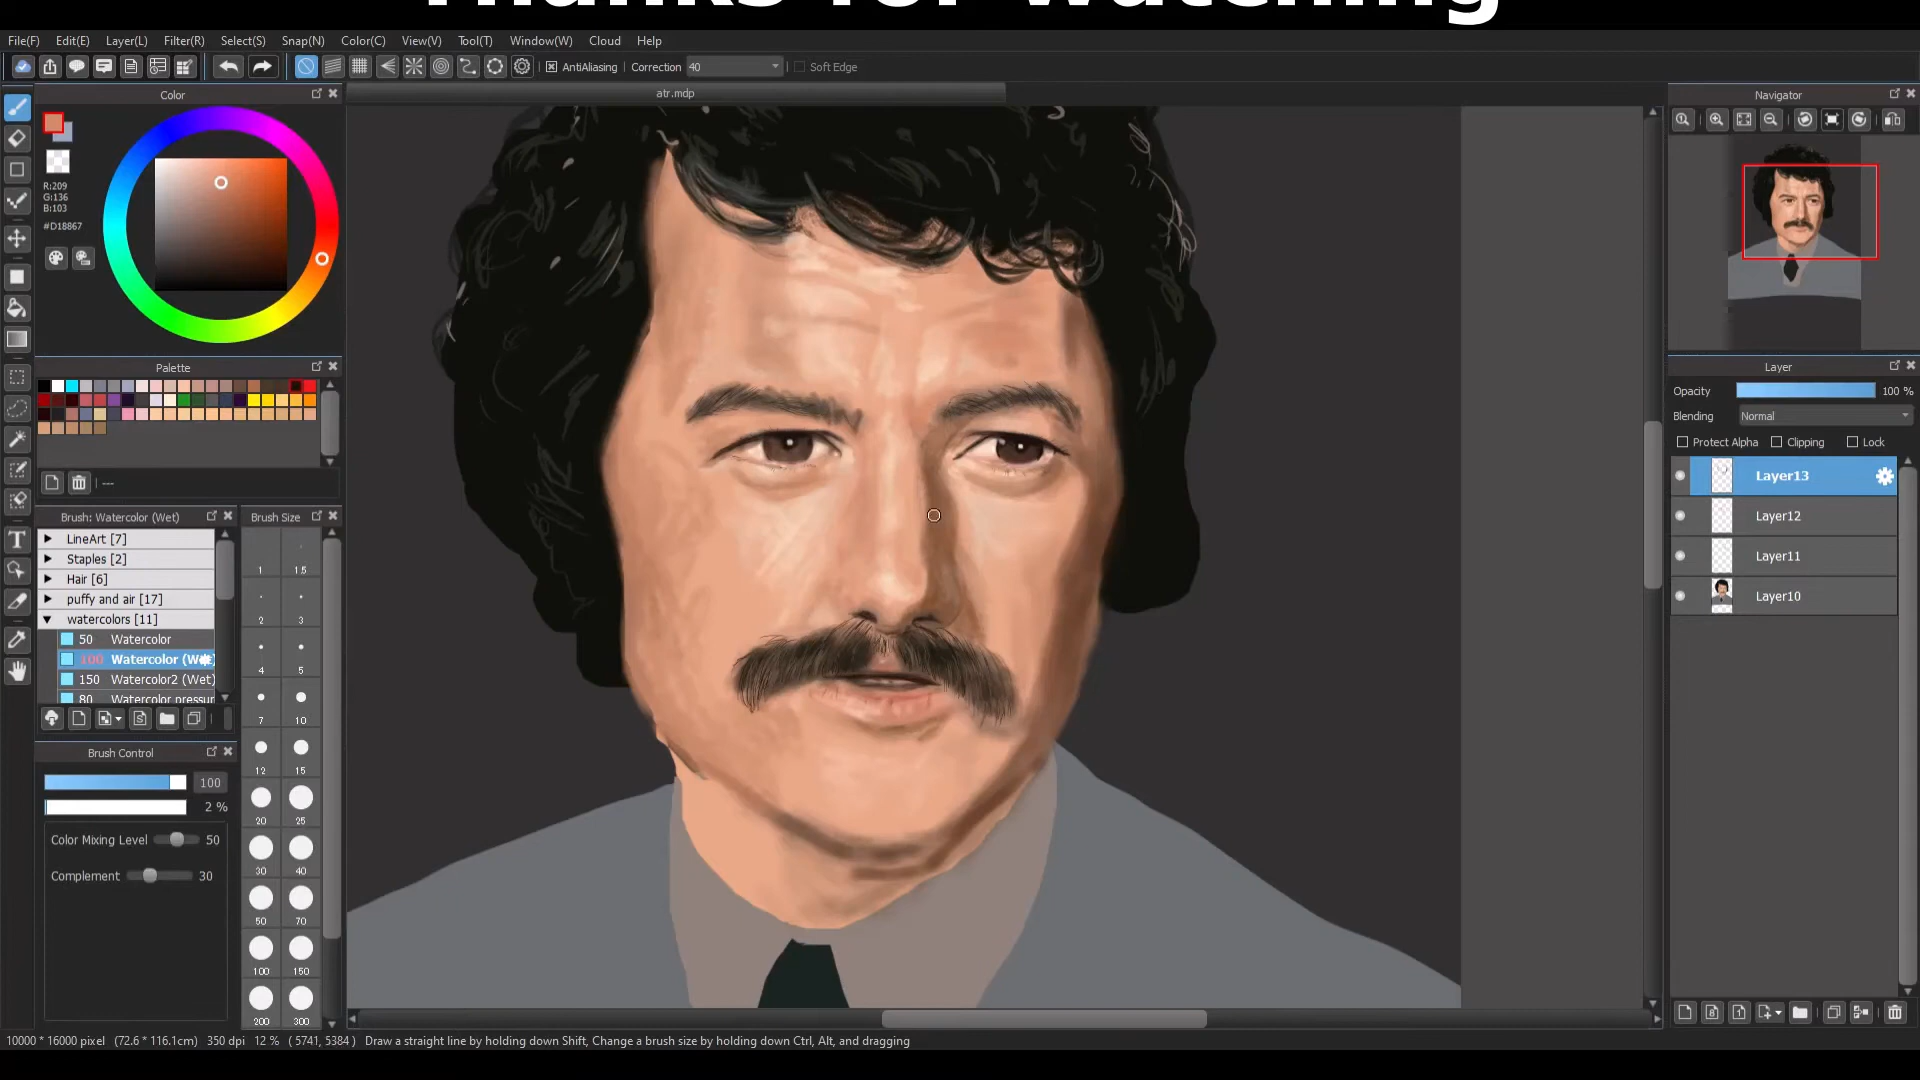 Thanks for watching
File(F) Edit(E) Layer(L) Filter(R) Select(S) Snap(N) Color(C) View(V) Tool(T) Window(W) Cloud Help
AntiAliasing Correction 40 Soft Edge
Color
atr.mdp
Navigator
R:209
G:136
B:103
#D18867
Palette
---
Brush: Watercolor (Wet)
LineArt [7]
Staples [2]
Hair [6]
puffy and air [17]
watercolors [11]
50 Watercolor
100 Watercolor (Wet)
150 Watercolor2 (Wet)
80 Watercolor pressur
Brush Size
1 1.5
2 3
4 5
7 10
12 15
20 25
30 40
50 70
100 150
200 300
Brush Control
100
2 %
Color Mixing Level 50
Complement 30
Layer
Opacity 100 %
Blending Normal
Protect Alpha Clipping Lock
Layer13
Layer12
Layer11
Layer10
10000 * 16000 pixel (72.6 * 116.1cm) 350 dpi 12 % ( 5741, 5384 ) Draw a straight line by holding down Shift, Change a brush size by holding down Ctrl, Alt, and dragging